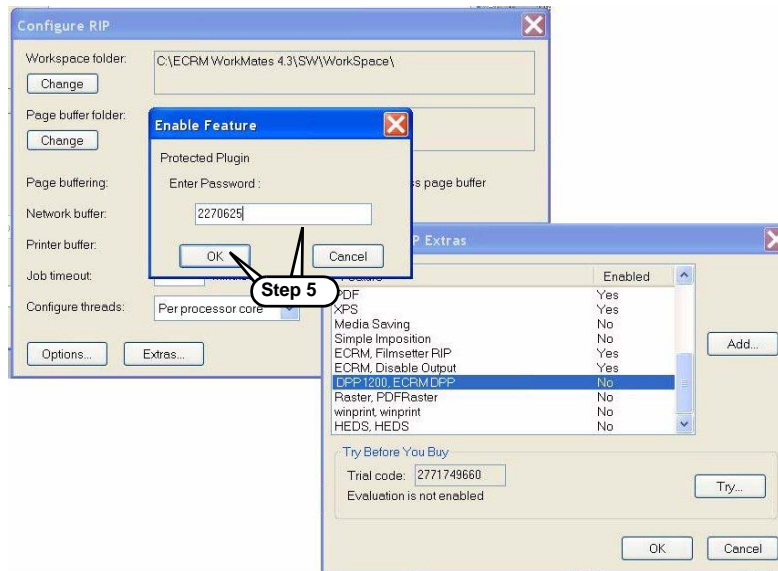 Configure RIP
Workspace folder:
C:\ECRM WorkMates 4.3\SW\WorkSpace\
Change
Page buffer folder:
Change
Page buffering:
ss page buffer
Network buffer:
Printer buffer:
Job timeout:
Configure threads:
Per processor core
Options...
Extras...
Enable Feature
Protected Plugin
Enter Password :
2270625
OK
Cancel
Step 5
P Extras
Enabled
PDF Yes
XPS Yes
Media Saving No
Simple Imposition No
ECRM, Filmsetter RIP Yes
ECRM, Disable Output Yes
DPP1200, ECRMDPP No
Raster, PDFRaster No
winprint, winprint No
HEDS, HEDS No
Add...
Try Before You Buy
Trial code: 2771749660
Evaluation is not enabled
Try...
OK
Cancel